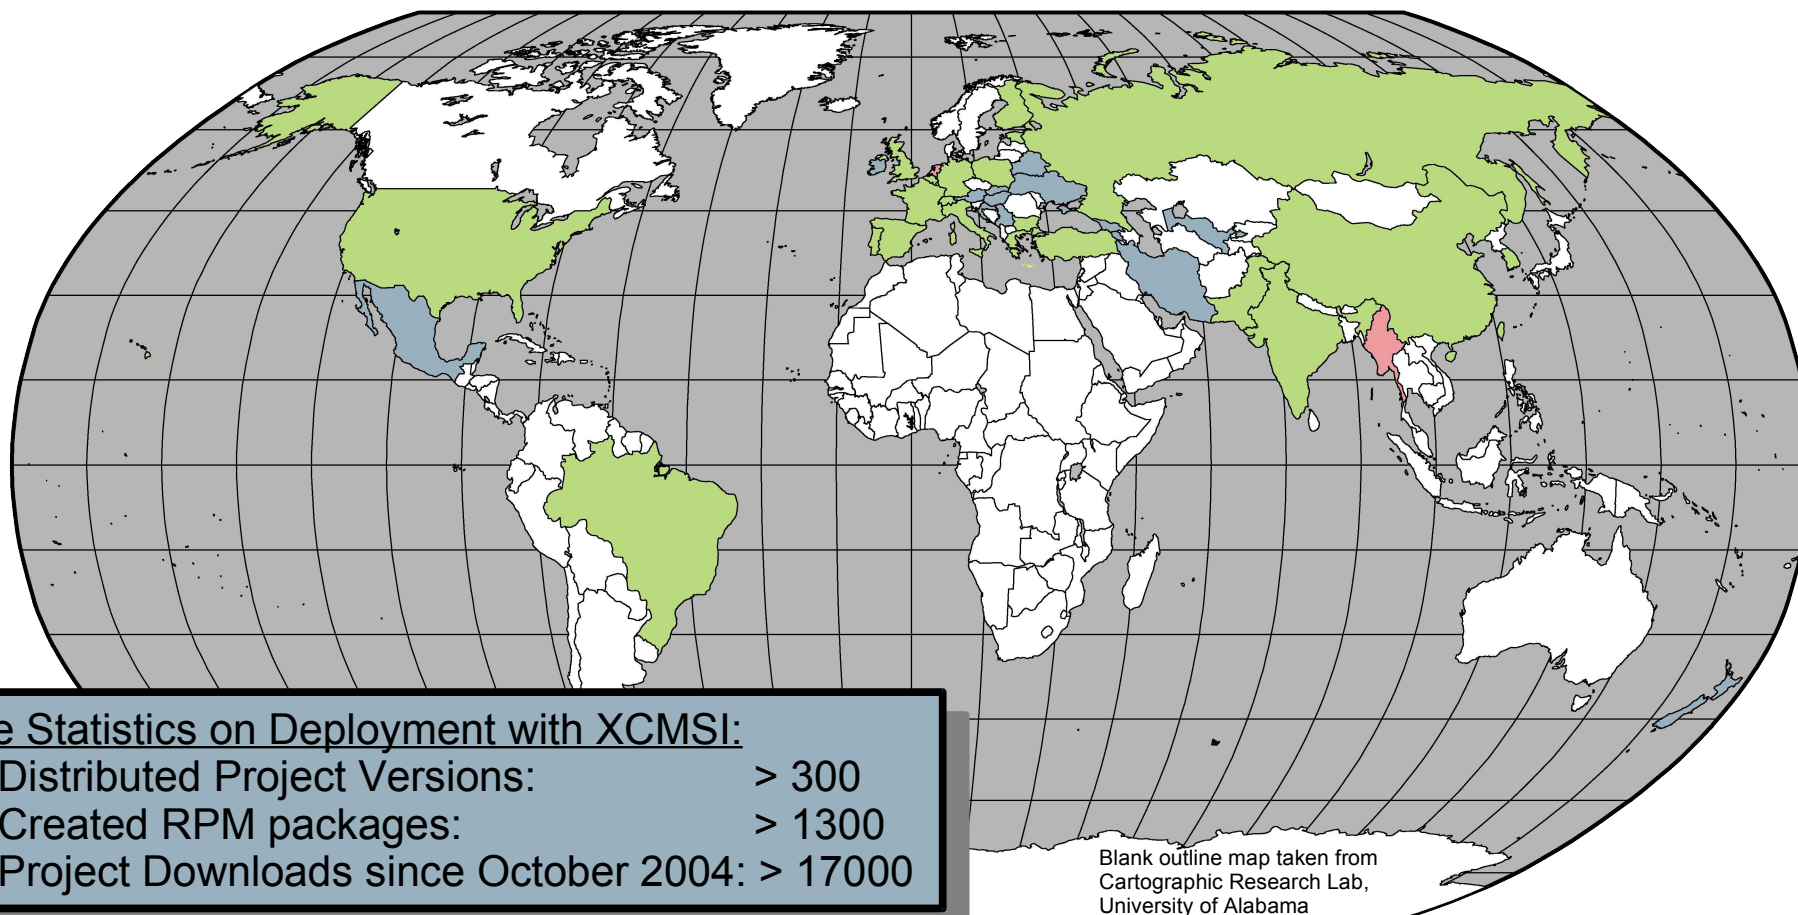 e Statistics on Deployment with XCMSI:
Distributed Project Versions: > 300
Created RPM packages: > 1300
Project Downloads since October 2004: > 17000
Blank outline map taken from
Cartographic Research Lab,
University of Alabama